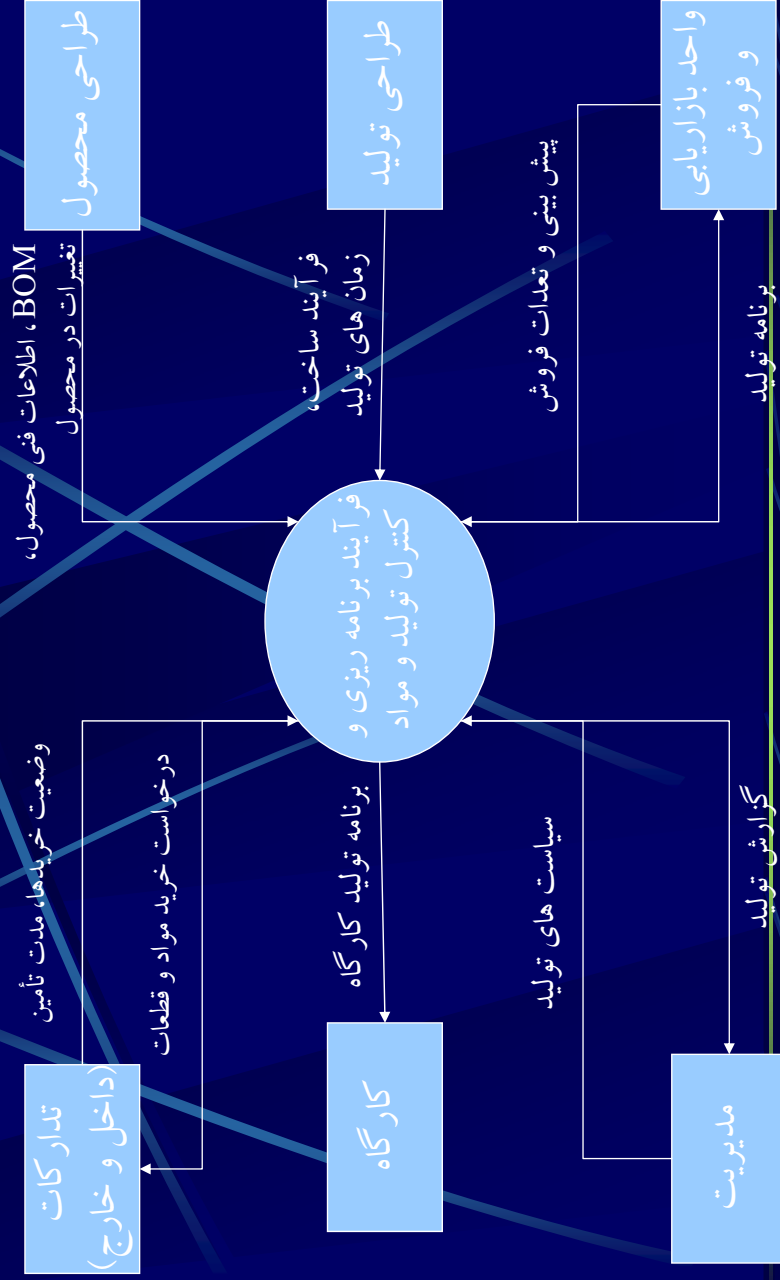 طراحی محصول
BOM، اطلاعات فنی محصول،
تغییرات در محصول
وضعیت خریدها، مدت تأمین
تدارکات
(داخل و خارج)
درخواست خرید مواد و قطعات
طراحی تولید
فرآیند ساخت،
زمان های تولید
فرآیند برنامه ریزی و
کنترل تولید و مواد
برنامه تولید کارگاه
کارگاه
پیش بینی و تعدات فروش
سیاست های تولید
واحد بازاریابی
و فروش
برنامه تولید
گزارش تولید
مدیریت